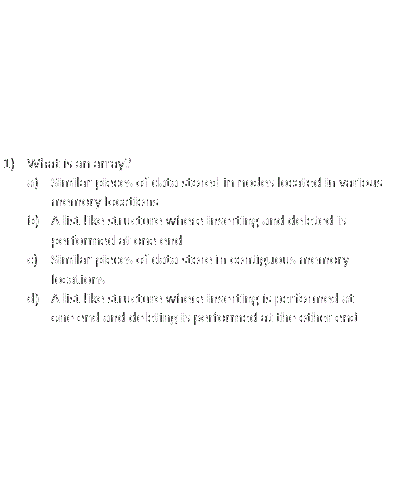 1) What is an array?
a) Similar pieces of data stored in nodes located in various
memory locations
b) A list like structure where inserting and deleted is
performed at one end
c) Similar pieces of data store in contiguous memory
locations
d) A list like structure where inserting is performed at
one end and deleting is performed at the other end